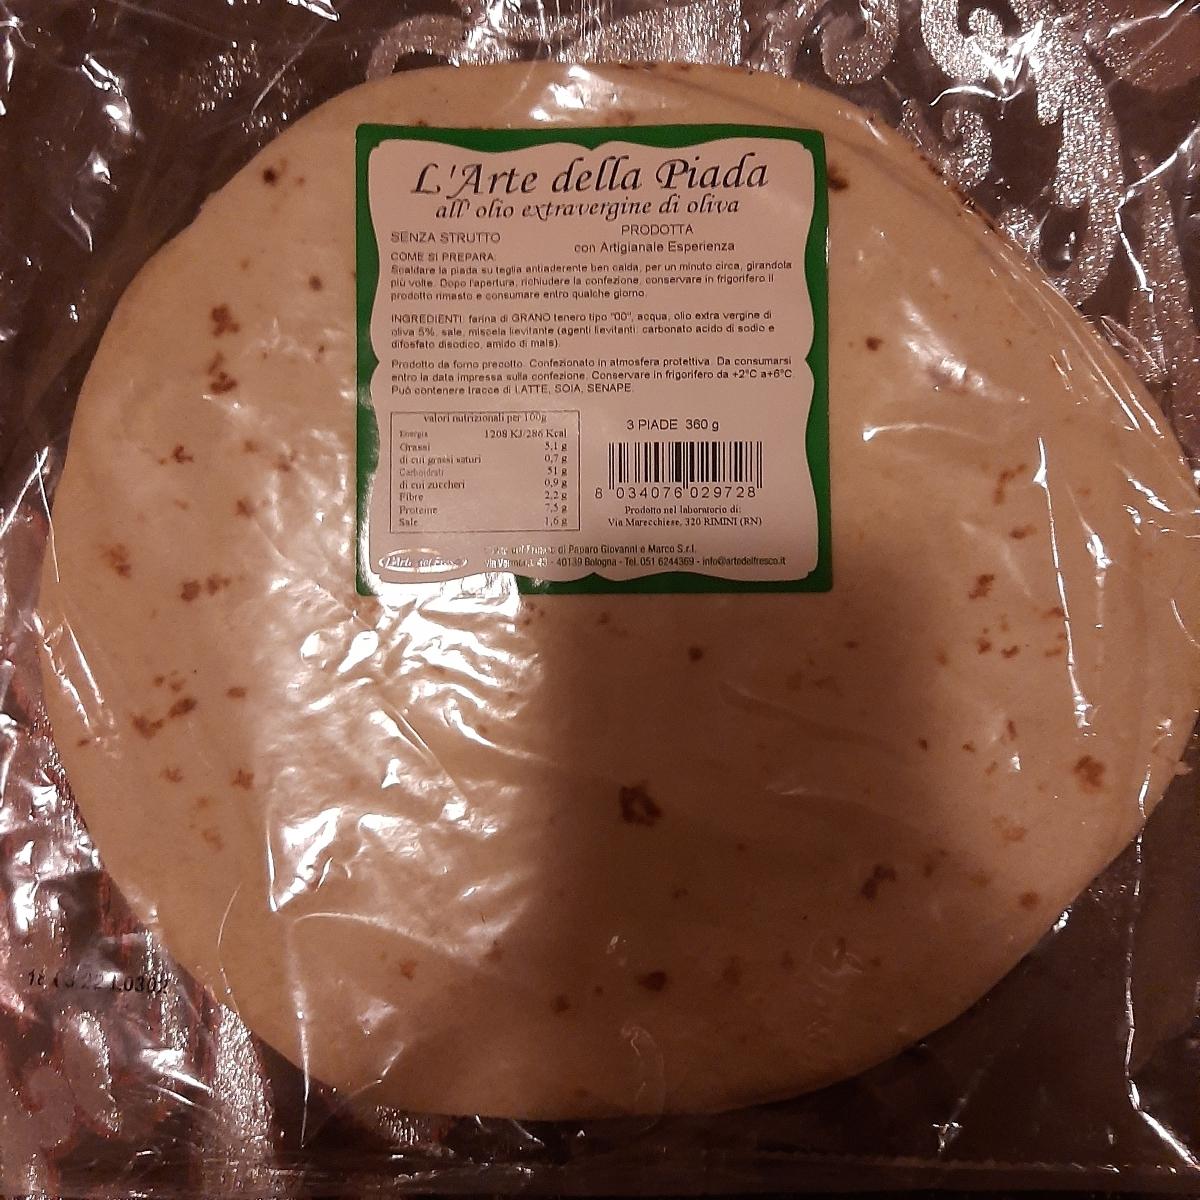 L'Arte della Piada
all' olio extravergine di oliva
SENZA STRUTTO
PRODOTTA
con Artigianale Esperienza
COME SI PREPARA:
Scaldare la piada su teglia antiaderente ben calda, per un minuto circa, girandola
più volte. Dopo l'apertura, richiudere la confezione, conservare in frigorifero il
prodotto rimasto e consumare entro qualche giorno.
INGREDIENTI: farina di GRANO tenero tipo "00", acqua, olio extra vergine di
oliva 5%, sale, miscela lievitante (agenti lievitanti: carbonato acido di sodio e
difosfato disodico, amido di mais).
Prodotto da forno precotto. Confezionato in atmosfera protettiva. Da consumarsi
entro la data impressa sulla confezione. Conservare in frigorifero da +2°C a+6°C.
Può contenere tracce di LATTE, SOIA, SENAPE.
valori nutrizionali per 100g
Energia 1208 KJ/286 Kcal
Grassi 5,1 g
di cui grassi saturi 0,7 g
Carboidrati 51 g
di cui zuccheri 0,9 g
Fibre 2,2 g
Proteine 7,5 g
Sale 1,6 g
3 PIADE 360 g
8 034076 029728
Prodotto nel laboratorio di:
Via Marecchiese, 320 RIMINI (RN)
L'Arte del Fresco
di Paparo Giovanni e Marco S.r.l.
43 - 40139 Bologna - Tel. 051 6244369 - info@artedelfresco.it
22 L0302